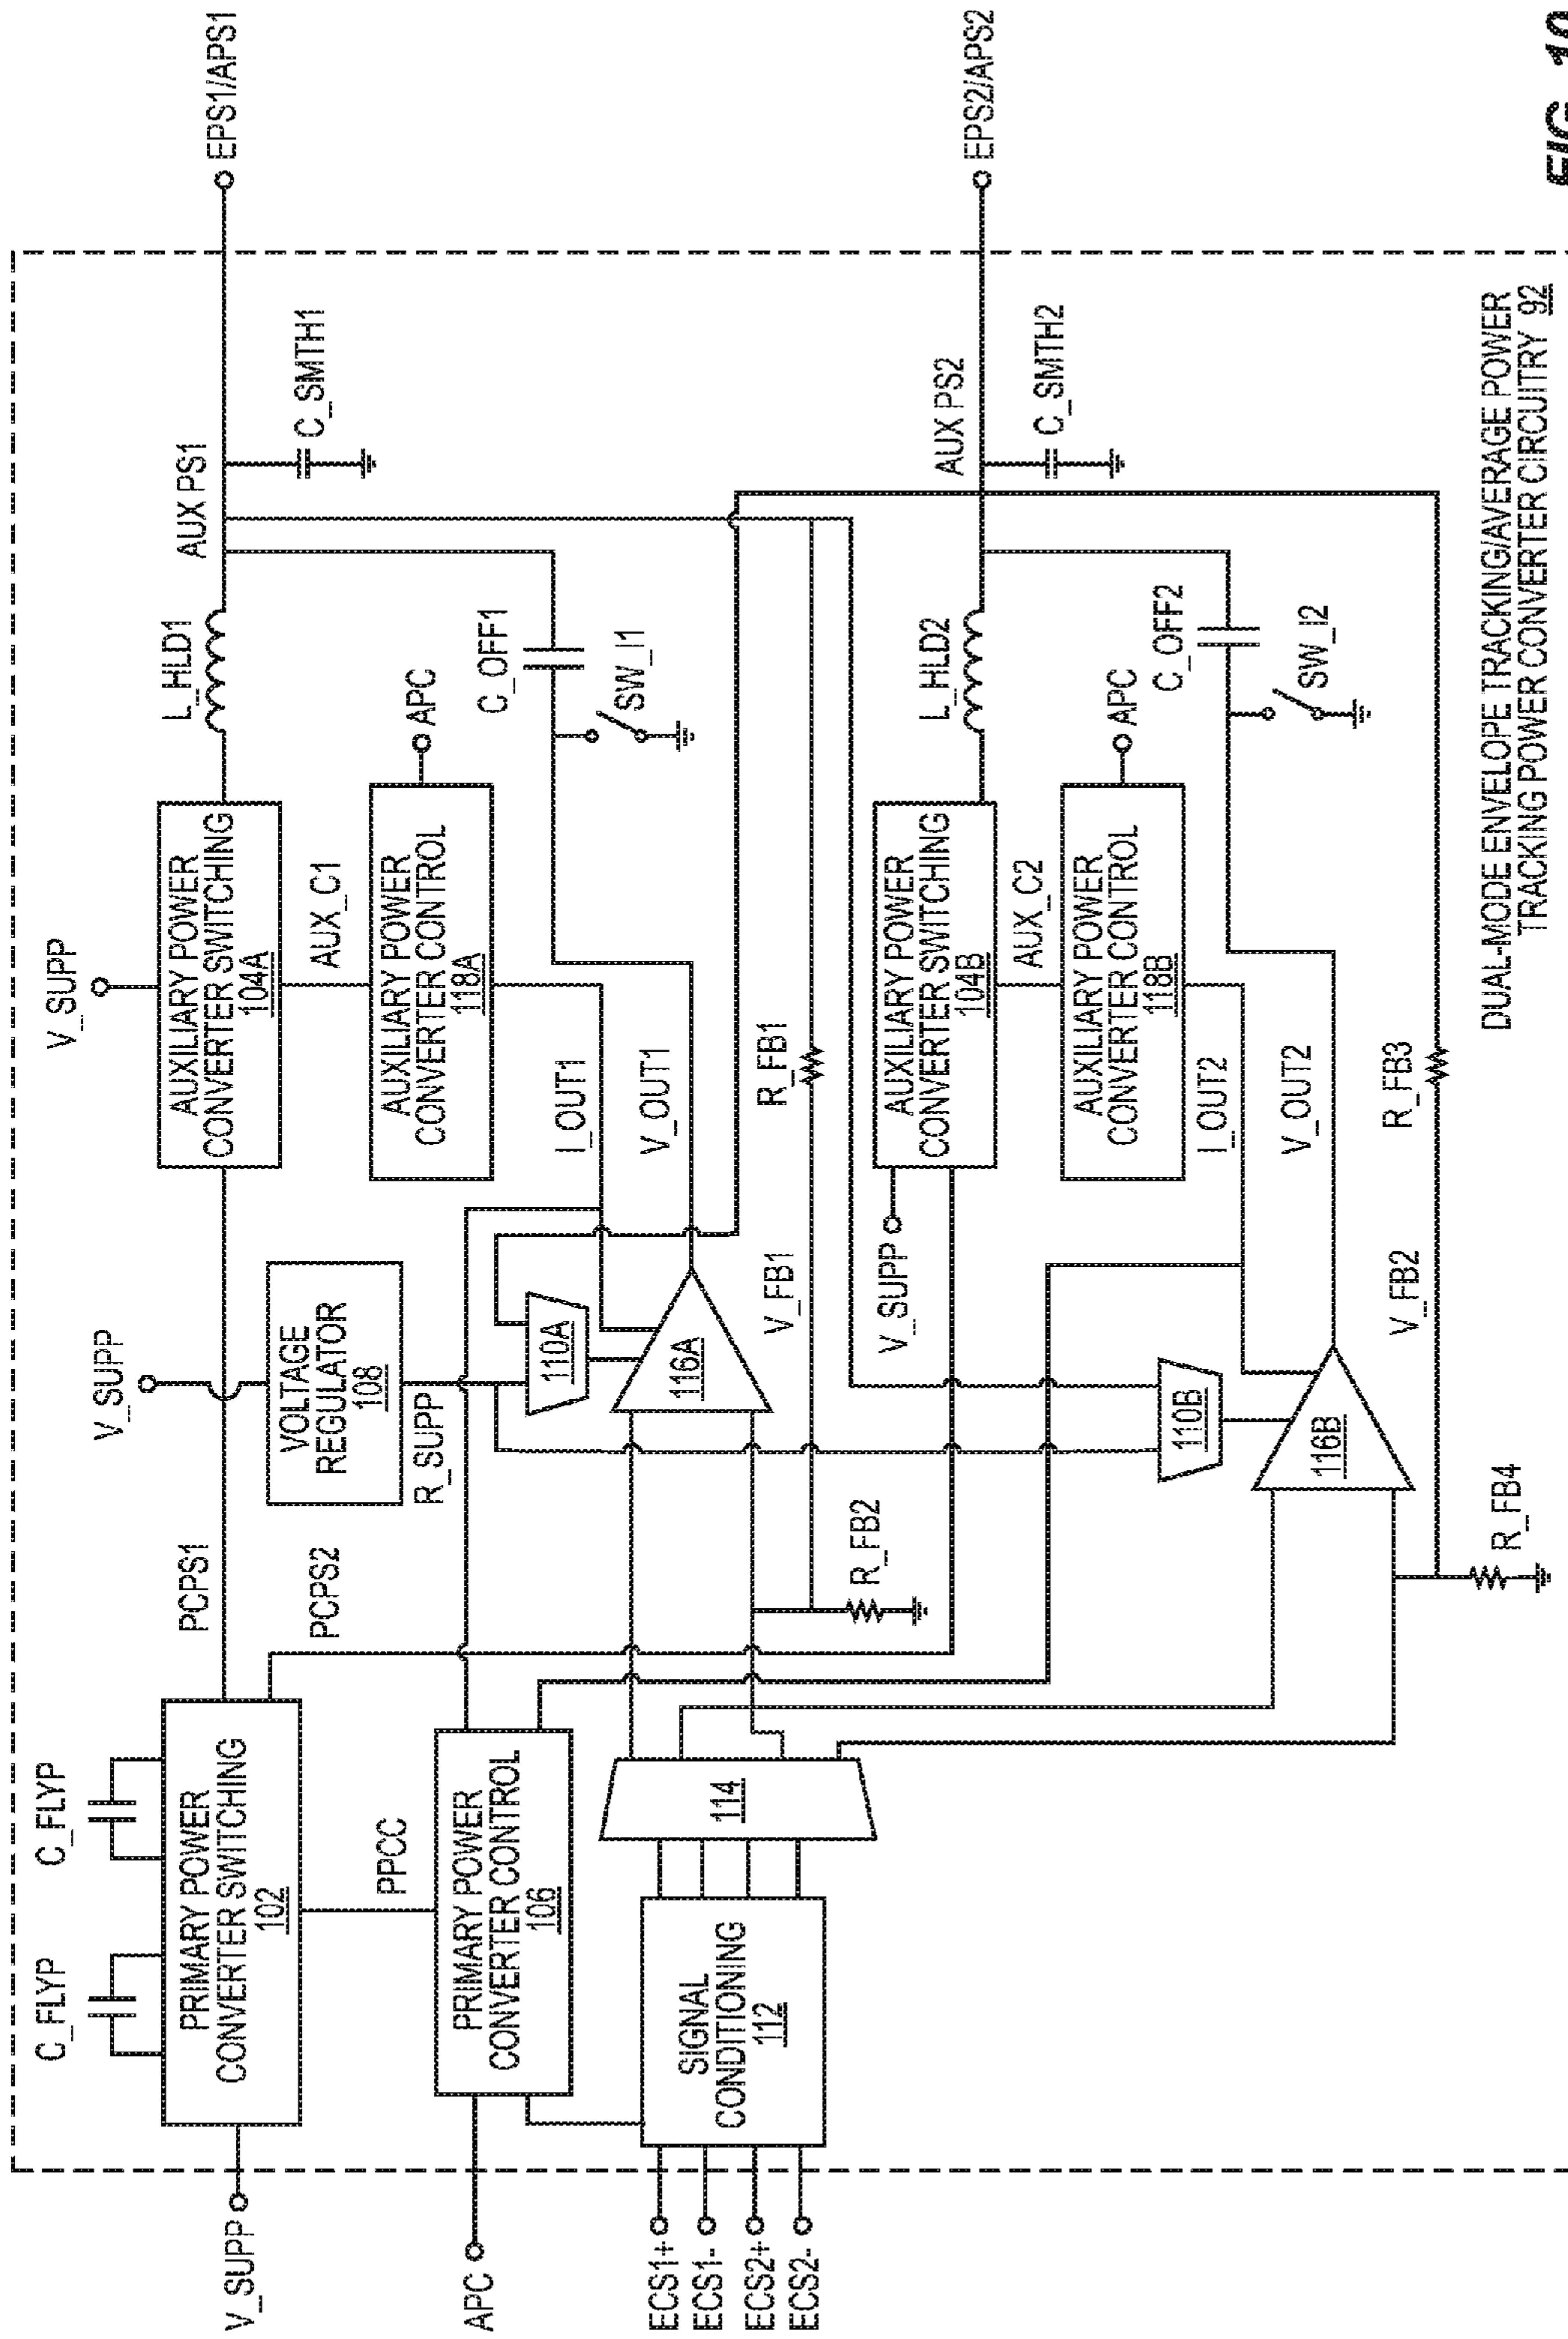 V_SUPP
APC
ECS1+
ECS1-
ECS2+
ECS2-
C_FLYP
C_FLYP
PRIMARY POWER
CONVERTER SWITCHING
102
PPCC
PRIMARY POWER
CONVERTER CONTROL
106
SIGNAL
CONDITIONING
112
114
PCPS1
PCPS2
V_SUPP
VOLTAGE
REGULATOR
108
R_SUPP
110A
116A
R_FB2
V_FB1
R_FB1
V_SUPP
AUXILIARY POWER
CONVERTER SWITCHING
104A
AUX_C1
AUXILIARY POWER
CONVERTER CONTROL
118A
APC
I_OUT1
V_OUT1
L_HLD1
C_OFF1
SW_I1
AUX PS1
C_SMTH1
EPS1/APS1
V_SUPP
AUXILIARY POWER
CONVERTER SWITCHING
104B
AUX_C2
AUXILIARY POWER
CONVERTER CONTROL
118B
APC
I_OUT2
V_OUT2
110B
116B
R_FB4
V_FB2
R_FB3
L_HLD2
C_OFF2
SW_I2
AUX PS2
C_SMTH2
EPS2/APS2
DUAL-MODE ENVELOPE TRACKING/AVERAGE POWER
TRACKING POWER CONVERTER CIRCUITRY 92
FIG. 10